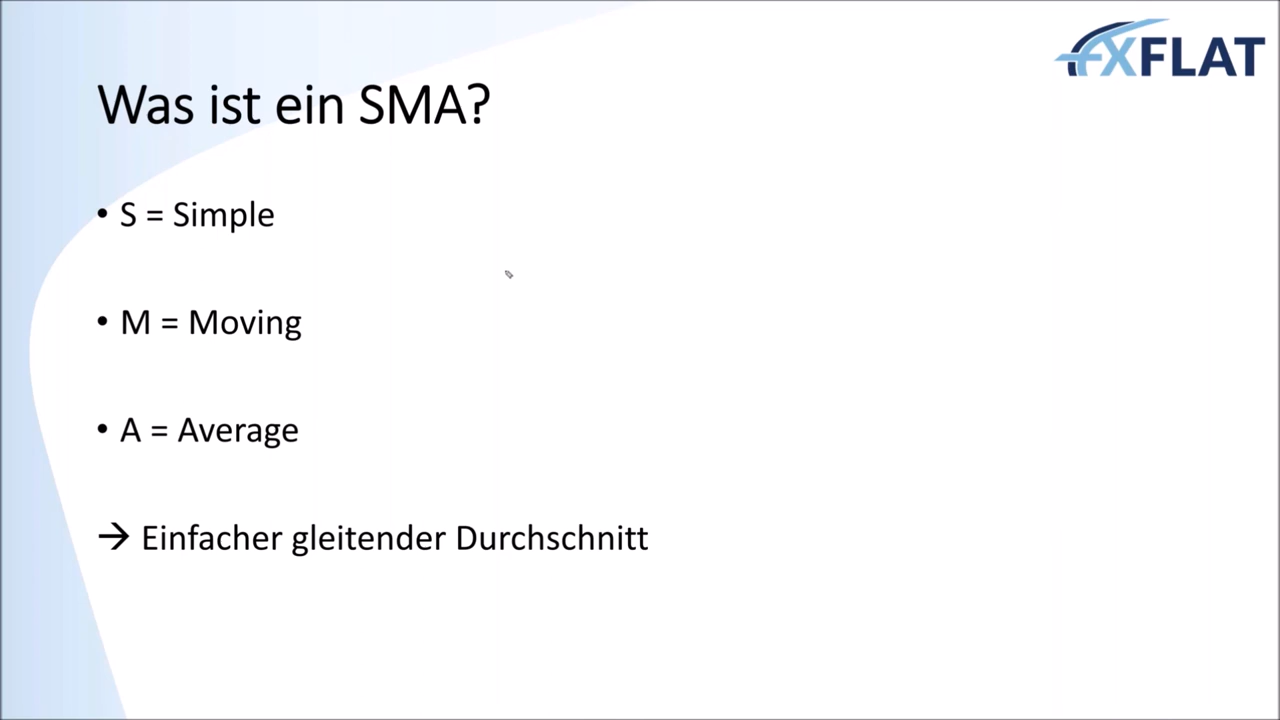 FXFLAT
Was ist ein SMA?
• S = Simple
• M = Moving
• A = Average
→ Einfacher gleitender Durchschnitt